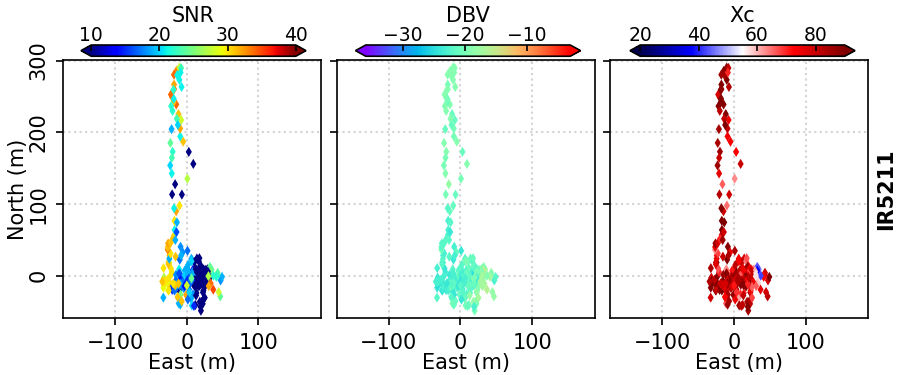 SNR DBV Xc
10 20 30 40 −30 −20 −10 20 40 60 80
300
200
100
0
North (m)
IR5211
−100 0 100 −100 0 100 −100 0 100
East (m) East (m) East (m)